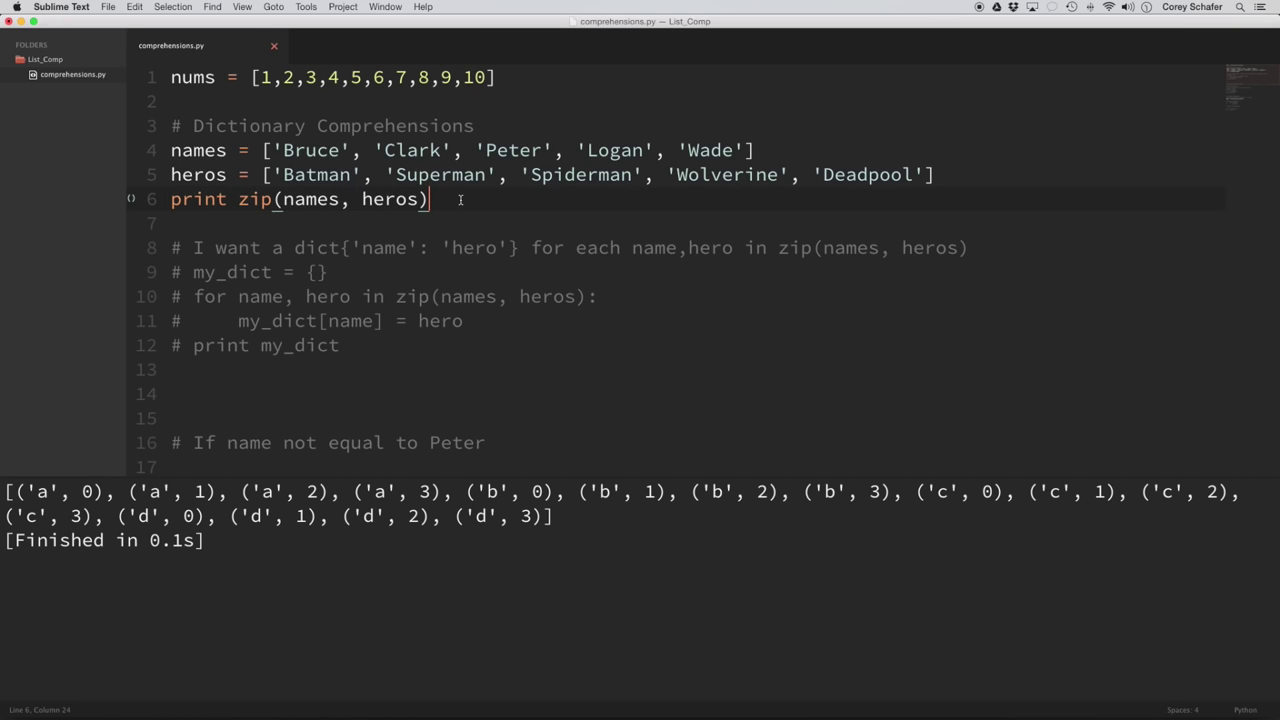 Sublime Text File Edit Selection Find View Goto Tools Project Window Help Corey Schafer
comprehensions.py — List_Comp
FOLDERS
List_Comp
comprehensions.py
comprehensions.py
1 nums = [1,2,3,4,5,6,7,8,9,10]
2
3 # Dictionary Comprehensions
4 names = ['Bruce', 'Clark', 'Peter', 'Logan', 'Wade']
5 heros = ['Batman', 'Superman', 'Spiderman', 'Wolverine', 'Deadpool']
6 print zip(names, heros)
7
8 # I want a dict{'name': 'hero'} for each name,hero in zip(names, heros)
9 # my_dict = {}
10 # for name, hero in zip(names, heros):
11 #     my_dict[name] = hero
12 # print my_dict
13
14
15
16 # If name not equal to Peter
17
[('a', 0), ('a', 1), ('a', 2), ('a', 3), ('b', 0), ('b', 1), ('b', 2), ('b', 3), ('c', 0), ('c', 1), ('c', 2),
('c', 3), ('d', 0), ('d', 1), ('d', 2), ('d', 3)]
[Finished in 0.1s]
Line 6, Column 24 Spaces: 4 Python